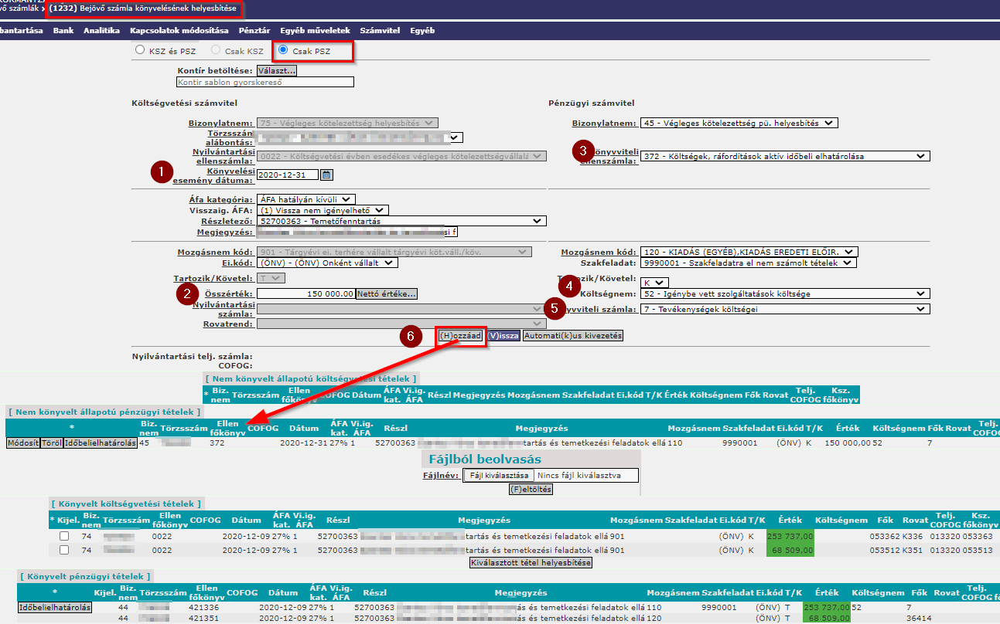 vő számlák › (1232) Bejövő számla könyvelésének helyesbítése
bantartása Bank Analitika Kapcsolatok módosítása Pénztár Egyéb műveletek Számvitel Egyéb
KSZ és PSZ Csak KSZ Csak PSZ
Kontír betöltése: Választ...
Kontir sablon gyorskereső
Költségvetési számvitel Pénzügyi számvitel
Bizonylatnem: 75 - Végleges kötelezettség helyesbítés Bizonylatnem: 45 - Végleges kötelezettség pü. helyesbítés
Törzsszám
alábontás:
Nyilvántartási
ellenszámla: 0022 - Költségvetési évben esedékes végleges kötelezettségvállalá 3 könyvviteli
ellenszámla: 372 - Költségek, ráfordítások aktív időbeli elhatárolása
1 Könyvelési
esemény dátuma: 2020-12-31
Áfa kategória: ÁFA hatályán kívüli
Visszaig. ÁFA: (1) Vissza nem igényelhető
Részletező: 52700363 - Temetőfenntartás
Megjegyzés: si f
Mozgásnem kód: 901 - Tárgyévi ei. terhére vállalt tárgyévi köt.váll./köv. Mozgásnem kód: 120 - KIADÁS (EGYÉB),KIADÁS EREDETI ELŐIR.
Ei.kód: (ÖNV) - (ÖNV) Önként vállalt Szakfeladat: 9990001 - Szakfeladatra el nem számolt tételek
Tartozik/Követel: T Tartozik/Követel: K
2 Összérték: 150 000.00 Nettó értéke... 4 Költségnem: 52 - Igénybe vett szolgáltatások költsége
Nyilvántartási
számla: 5 yvviteli számla: 7 - Tevékenységek költségei
Rovatrend:
6 (H)ozzáad (V)issza Automati(k)us kivezetés
Nyilvántartási telj. számla:
COFOG:
[ Nem könyvelt állapotú költségvetési tételek ]
* Biz. nem Törzsszám Ellen főkönyv COFOG Dátum ÁFA kat. Vi.ig. ÁFA Részl Megjegyzés Mozgásnem Szakfeladat Ei.kód T/K Érték Költségnem Fők Rovat Telj. COFOG Ksz. főkönyv
[ Nem könyvelt állapotú pénzügyi tételek ]
* Biz. nem Törzsszám Ellen főkönyv COFOG Dátum ÁFA kat. Vi.ig. ÁFA Részl Megjegyzés Mozgásnem Szakfeladat Ei.kód T/K Érték Költségnem Fők Rovat Telj. COFOG
Módosít Töröl Időbelielhatárolás 45 372 2020-12-31 27% 1 52700363 tartás és temetkezési feladatok ellá 110 9990001 (ÖNV) K 150 000,00 52 7
Fájlból beolvasás
Fájlnév: Fájl kiválasztása Nincs fájl kiválasztva
(F)eltöltés
[ Könyvelt költségvetési tételek ]
* Kijel. Biz. nem Törzsszám Ellen főkönyv COFOG Dátum ÁFA kat. Vi.ig. ÁFA Részl Megjegyzés Mozgásnem Szakfeladat Ei.kód T/K Érték Költségnem Fők Rovat Telj. COFOG Ksz. főkönyv
74 0022 2020-12-09 27% 1 52700363 tartás és temetkezési feladatok ellá 901 (ÖNV) K 253 737,00 053362 K336 013320 053363
74 0022 2020-12-09 27% 1 52700363 tartás és temetkezési feladatok ellá 901 (ÖNV) K 68 509,00 053512 K351 013320 053513
Kiválasztott tétel helyesbítése
[ Könyvelt pénzügyi tételek ]
* Kijel. Biz. nem Törzsszám Ellen főkönyv COFOG Dátum ÁFA kat. Vi.ig. ÁFA Részl Megjegyzés Mozgásnem Szakfeladat Ei.kód T/K Érték Költségnem Fők Rovat Telj. COFOG
Időbelielhatárolás 44 421336 2020-12-09 27% 1 52700363 ás és temetkezési feladatok ellá 110 9990001 (ÖNV) T 253 737,00 52 7
44 421351 2020-12-09 27% 1 52700363 ás és temetkezési feladatok ellá 120 (ÖNV) T 68 509,00 36414